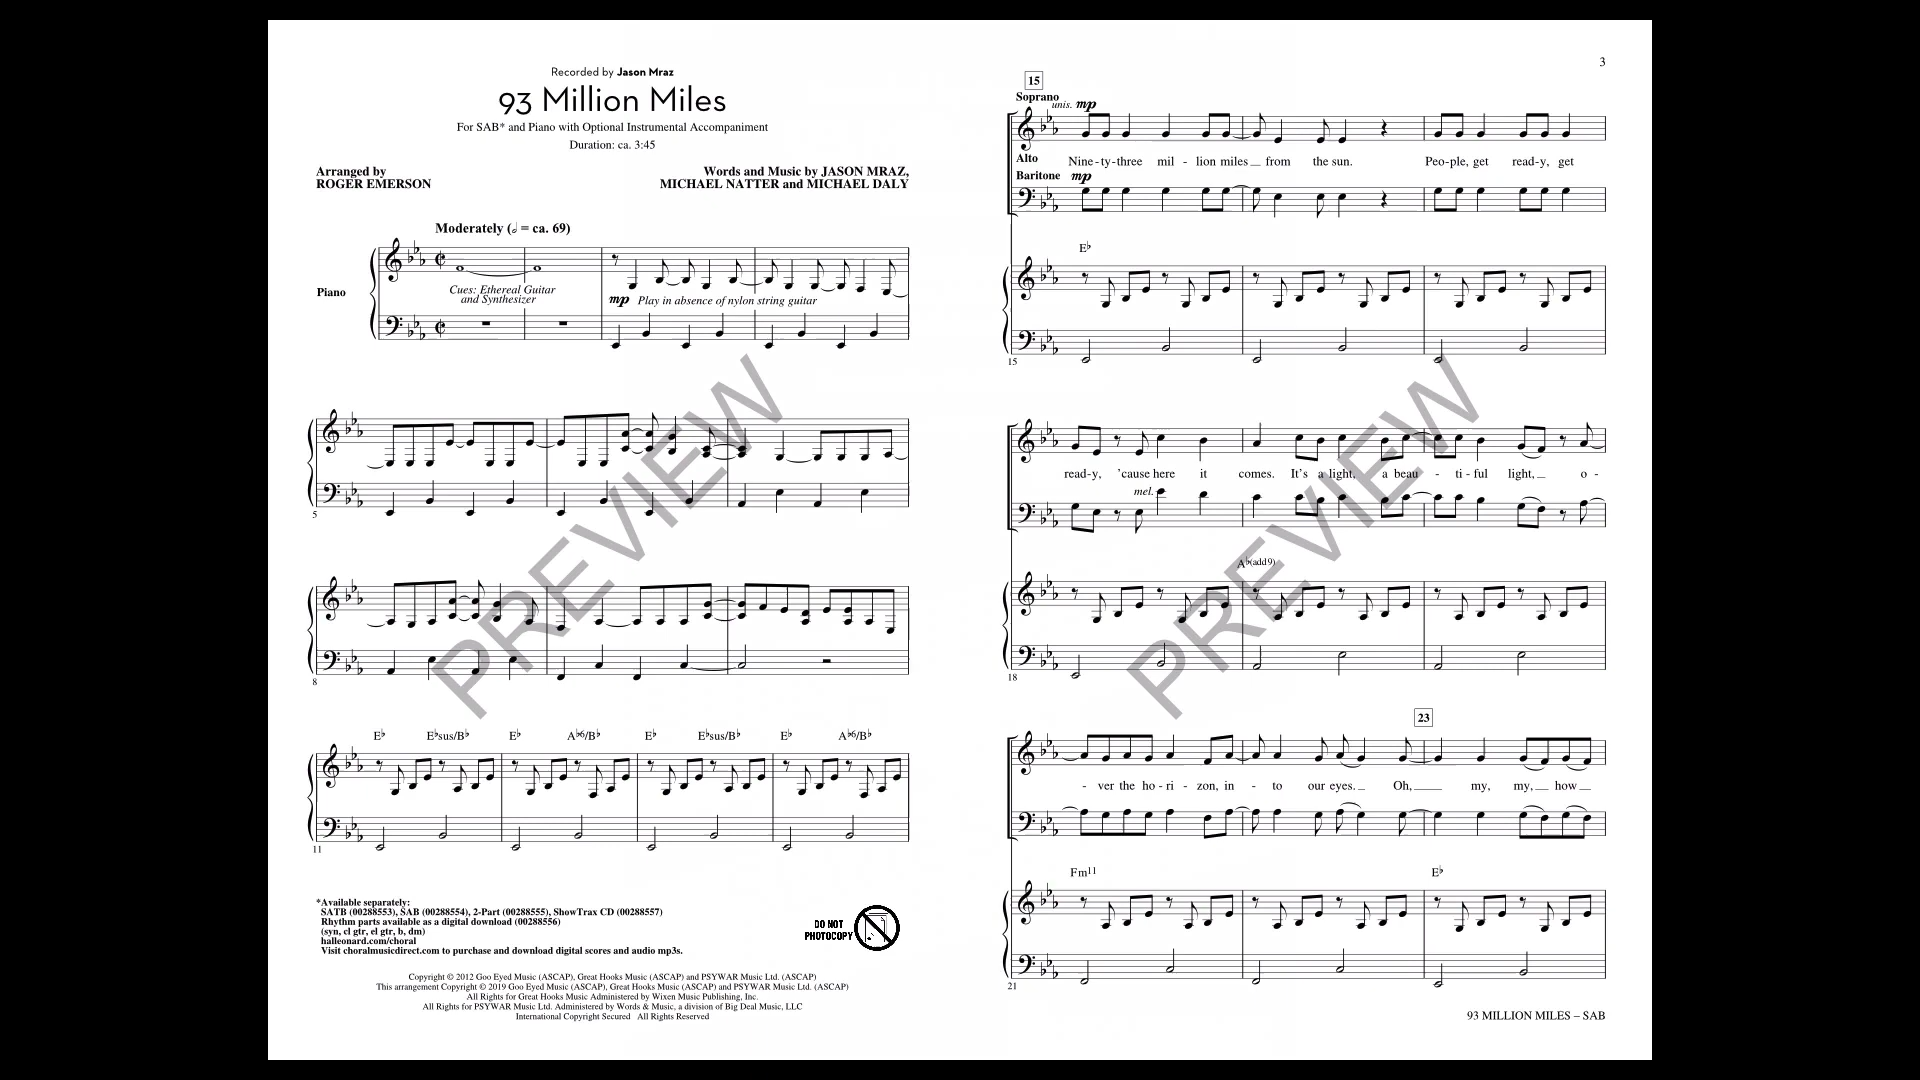 Recorded by Jason Mraz
93 Million Miles
For SAB* and Piano with Optional Instrumental Accompaniment
Duration: ca. 3:45
Arranged by
ROGER EMERSON
Words and Music by JASON MRAZ,
MICHAEL NATTER and MICHAEL DALY
Moderately (𝅗𝅥 = ca. 69)
Piano
Cues: Ethereal Guitar
and Synthesizer
mp Play in absence of nylon string guitar
5
8
E♭ E♭sus/B♭ E♭ A♭6/B♭ E♭ E♭sus/B♭ E♭ A♭6/B♭
11
*Available separately:
SATB (00288553), SAB (00288554), 2-Part (00288555), ShowTrax CD (00288557)
Rhythm parts available as a digital download (00288556)
(syn, cl gtr, el gtr, b, dm)
halleonard.com/choral
Visit choralmusicdirect.com to purchase and download digital scores and audio mp3s.
DO NOT
PHOTOCOPY
Copyright © 2012 Goo Eyed Music (ASCAP), Great Hooks Music (ASCAP) and PSYWAR Music Ltd. (ASCAP)
This arrangement Copyright © 2019 Goo Eyed Music (ASCAP), Great Hooks Music (ASCAP) and PSYWAR Music Ltd. (ASCAP)
All Rights for Great Hooks Music Administered by Wixen Music Publishing, Inc.
All Rights for PSYWAR Music Ltd. Administered by Words & Music, a division of Big Deal Music, LLC
International Copyright Secured All Rights Reserved
PREVIEW
3
15
Soprano
unis. mp
Alto
Nine - ty - three mil - lion miles from the sun. Peo - ple, get read - y, get
Baritone mp
E♭
15
read - y, 'cause here it comes. It's a light, a beau - ti - ful light, o -
mel.
A♭(add9)
18
23
- ver the ho - ri - zon, in - to our eyes. Oh, my, my, how
Fm11 E♭
21
93 MILLION MILES – SAB
PREVIEW